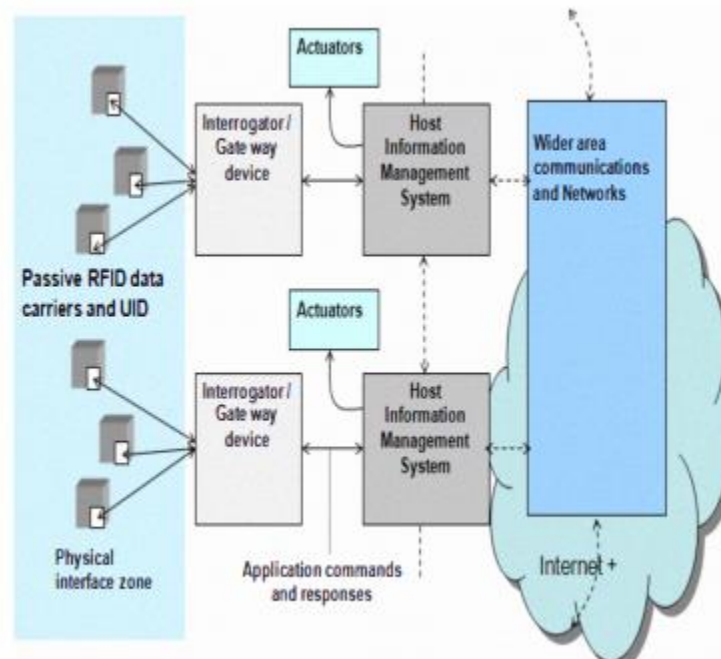 Actuators
Interrogator /
Gate way
device
Host
Information
Management
System
Wider area
communications
and Networks
Passive RFID data
carriers and UID
Actuators
Interrogator /
Gate way
device
Host
Information
Management
System
Physical
interface zone
Application commands
and responses
Internet +